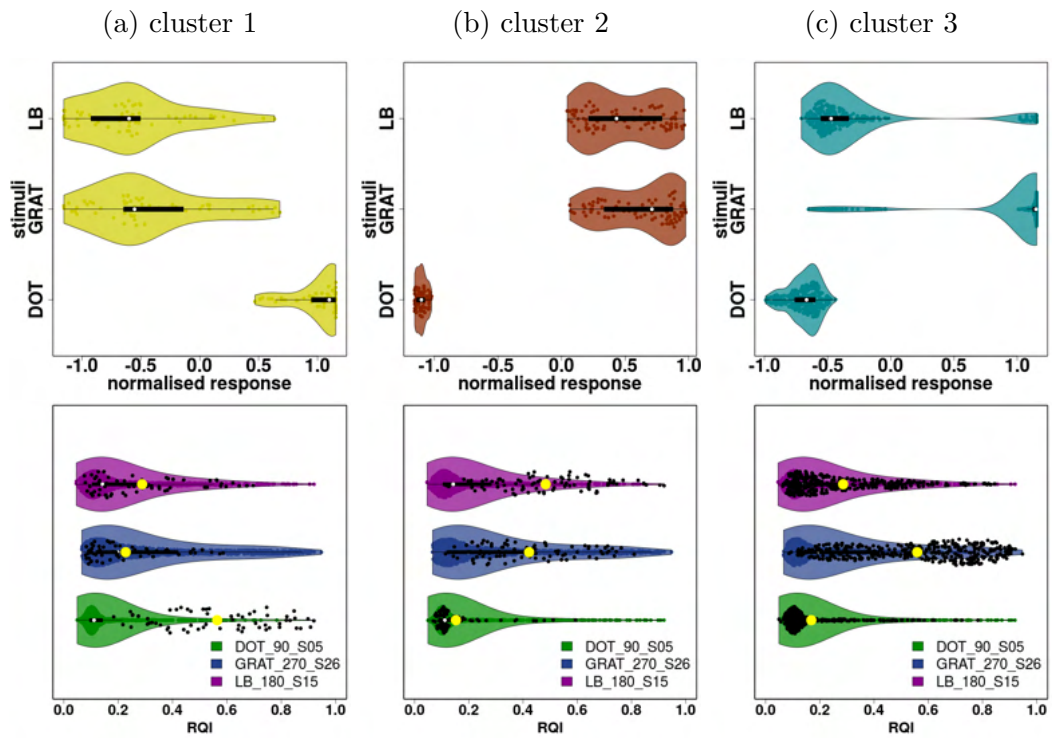 (a) cluster 1
(b) cluster 2
(c) cluster 3
LB
GRAT
DOT
stimuli
-1.0 -0.5 0.0 0.5 1.0
normalised response
LB
GRAT
DOT
stimuli
-1.0 -0.5 0.0 0.5 1.0
normalised response
LB
GRAT
DOT
stimuli
-1.0 -0.5 0.0 0.5 1.0
normalised response
DOT_90_S05
GRAT_270_S26
LB_180_S15
0.0 0.2 0.4 0.6 0.8 1.0
RQI
DOT_90_S05
GRAT_270_S26
LB_180_S15
0.0 0.2 0.4 0.6 0.8 1.0
RQI
DOT_90_S05
GRAT_270_S26
LB_180_S15
0.0 0.2 0.4 0.6 0.8 1.0
RQI